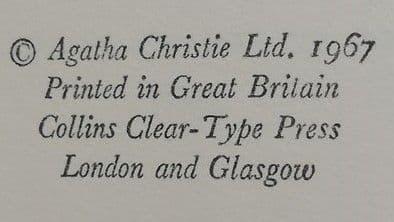 © Agatha Christie Ltd. 1967
Printed in Great Britain
Collins Clear-Type Press
London and Glasgow